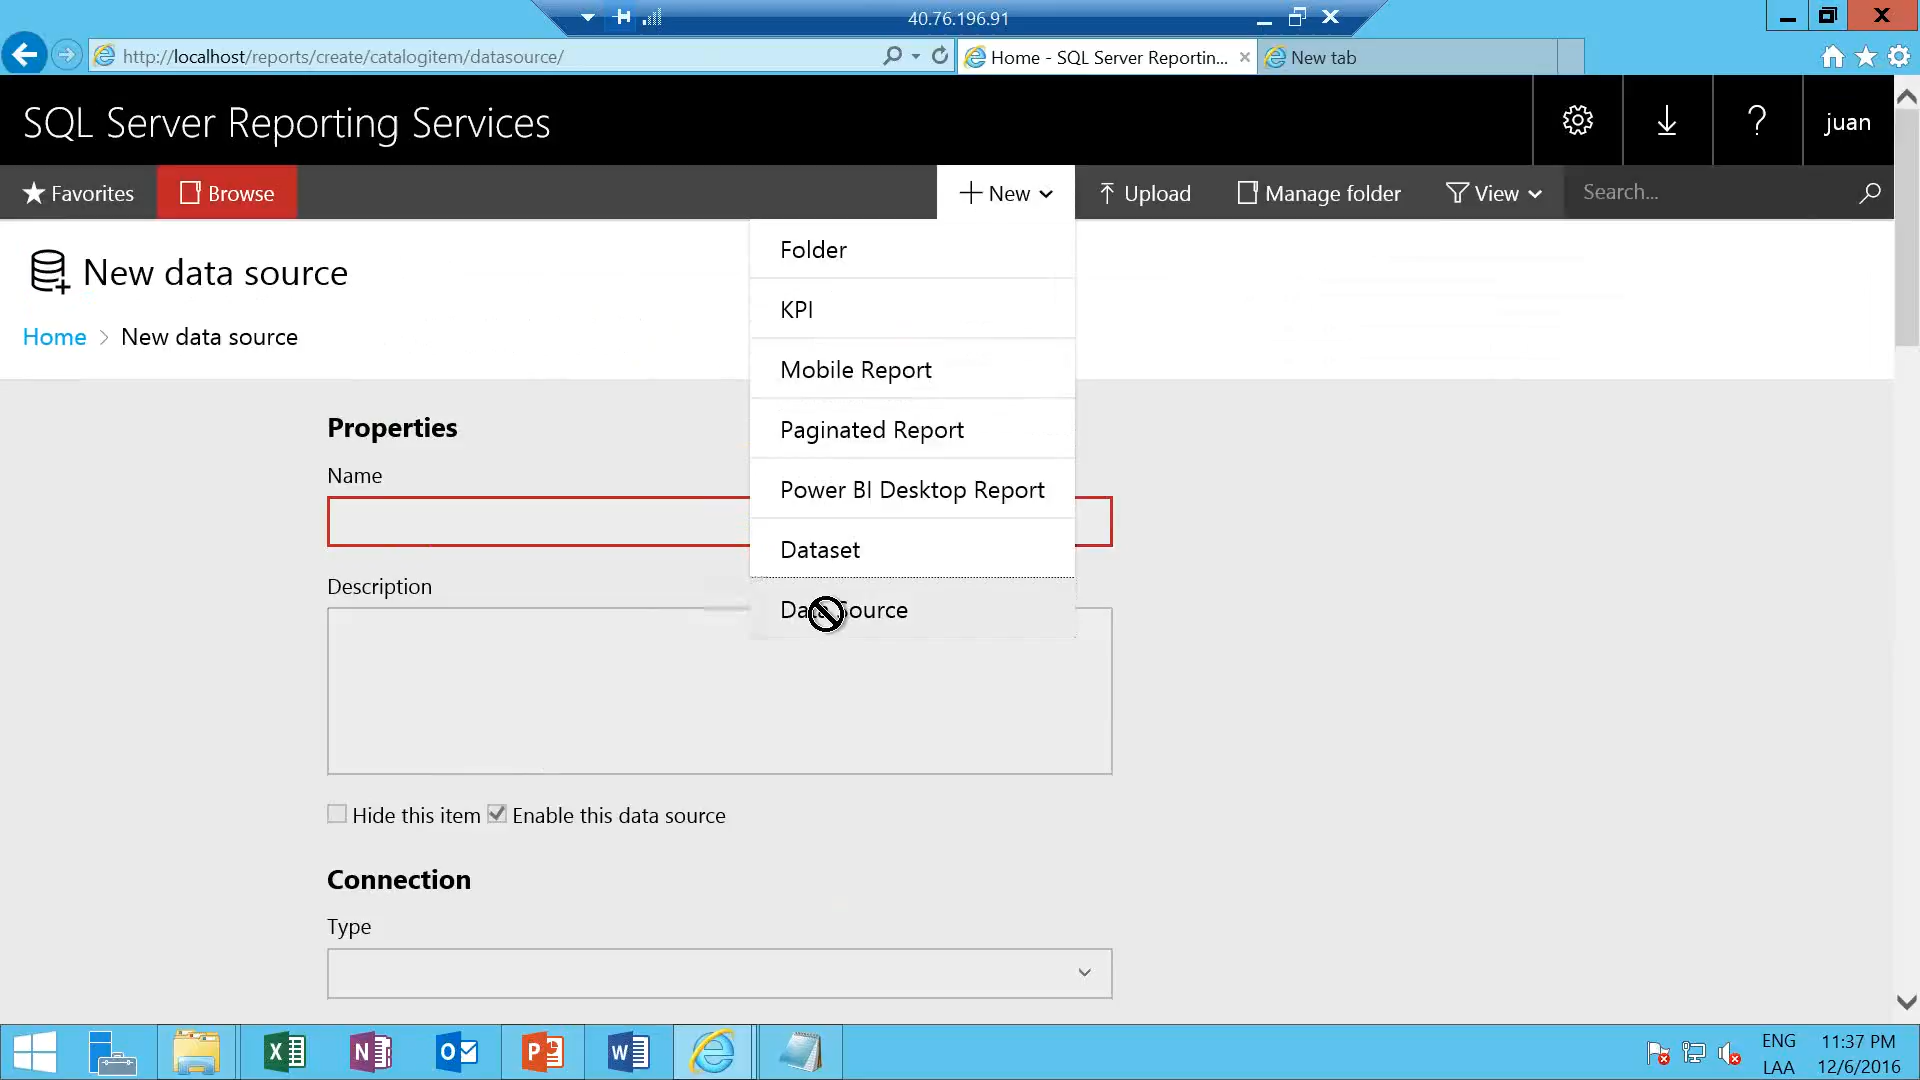 40.76.196.91
http://localhost/reports/create/catalogitem/datasource/
Home - SQL Server Reportin...
New tab
SQL Server Reporting Services
?
juan
Favorites
Browse
New
Upload
Manage folder
View
Search...
Folder
New data source
KPI
Home > New data source
Mobile Report
Properties
Paginated Report
Name
Power BI Desktop Report
Dataset
Description
Data Source
Hide this item
Enable this data source
Connection
Type
ENG
LAA
11:37 PM
12/6/2016